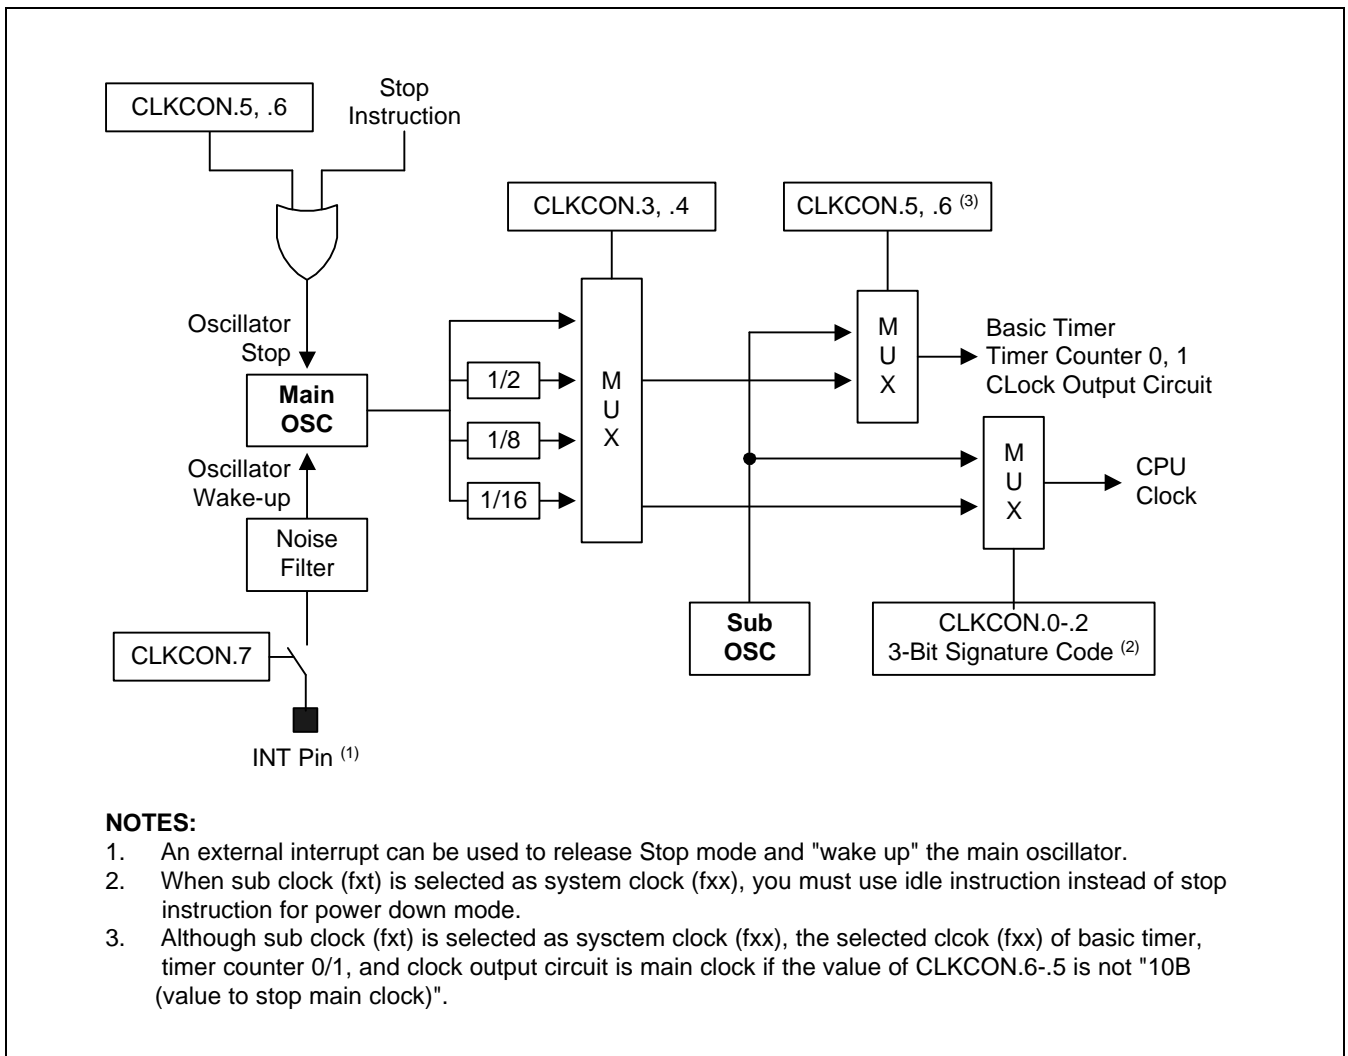 CLKCON.5, .6
Stop
Instruction
CLKCON.3, .4
CLKCON.5, .6 (3)
Oscillator
Stop
Main
OSC
1/2
1/8
1/16
M
U
X
M
U
X
Basic Timer
Timer Counter 0, 1
CLock Output Circuit
M
U
X
CPU
Clock
Oscillator
Wake-up
Noise
Filter
Sub
OSC
CLKCON.0-.2
3-Bit Signature Code (2)
CLKCON.7
INT Pin (1)
NOTES:
1. An external interrupt can be used to release Stop mode and "wake up" the main oscillator.
2. When sub clock (fxt) is selected as system clock (fxx), you must use idle instruction instead of stop
instruction for power down mode.
3. Although sub clock (fxt) is selected as sysctem clock (fxx), the selected clcok (fxx) of basic timer,
timer counter 0/1, and clock output circuit is main clock if the value of CLKCON.6-.5 is not "10B
(value to stop main clock)".